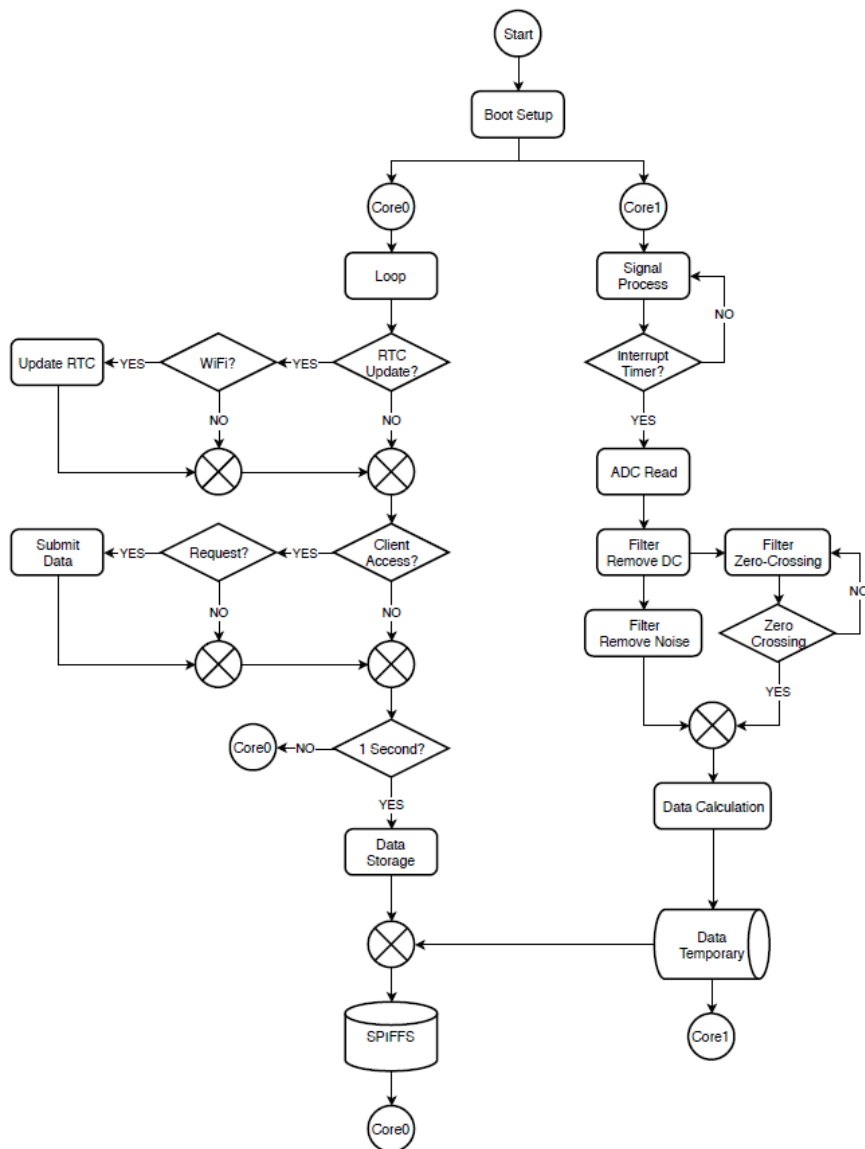 Start
Boot Setup
Core0
Core1
Loop
Signal
Process
NO
Update RTC
YES
WiFi?
YES
RTC
Update?
Interrupt
Timer?
NO
NO
YES
ADC Read
Submit
Data
YES
Request?
YES
Client
Access?
Filter
Remove DC
Filter
Zero-Crossing
NO
NO
NO
Filter
Remove Noise
Zero
Crossing
YES
Core0
NO
1 Second?
YES
Data Calculation
Data
Storage
Data
Temporary
SPIFFS
Core1
Core0